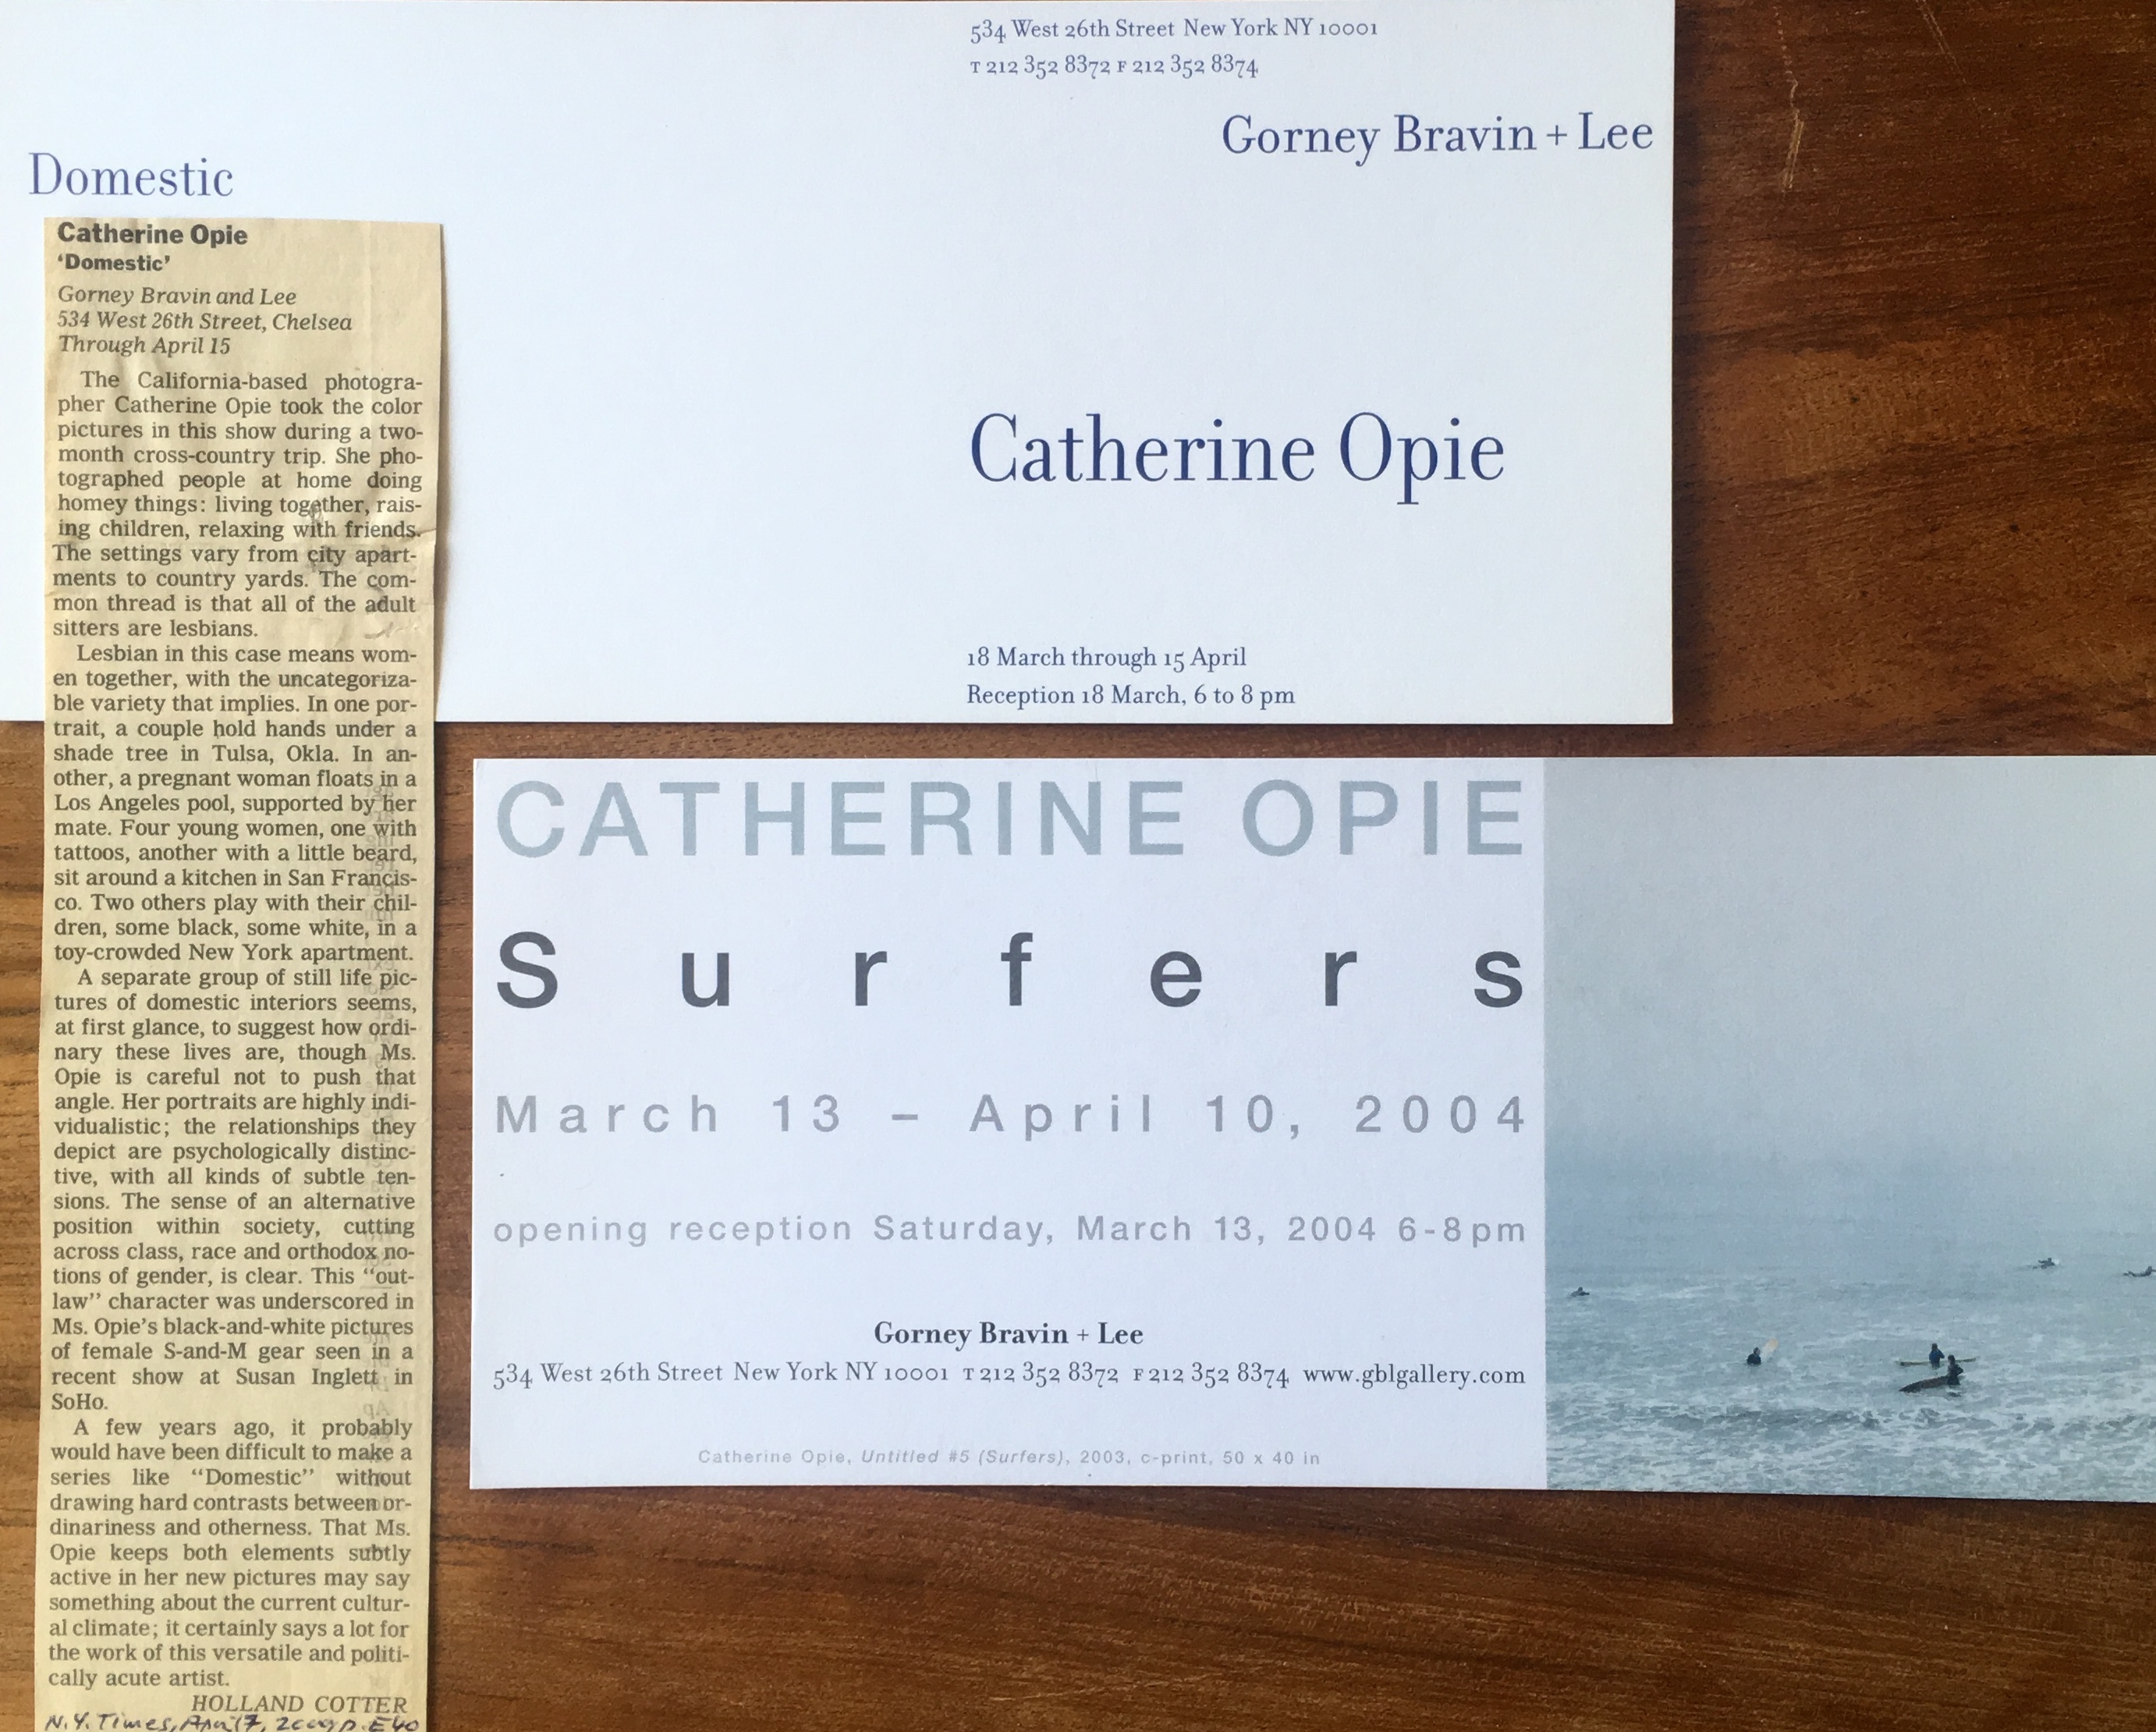 534 West 26th Street New York NY 10001
T 212 352 8372 F 212 352 8374
Gorney Bravin + Lee
Domestic
Catherine Opie
18 March through 15 April
Reception 18 March, 6 to 8 pm
Catherine Opie
‘Domestic’
Gorney Bravin and Lee
534 West 26th Street, Chelsea
Through April 15
The California-based photogra-
pher Catherine Opie took the color
pictures in this show during a two-
month cross-country trip. She pho-
tographed people at home doing
homey things: living together, rais-
ing children, relaxing with friends.
The settings vary from city apart-
ments to country yards. The com-
mon thread is that all of the adult
sitters are lesbians.
Lesbian in this case means wom-
en together, with the uncategoriza-
ble variety that implies. In one por-
trait, a couple hold hands under a
shade tree in Tulsa, Okla. In an-
other, a pregnant woman floats in a
Los Angeles pool, supported by her
mate. Four young women, one with
tattoos, another with a little beard,
sit around a kitchen in San Francis-
co. Two others play with their chil-
dren, some black, some white, in a
toy-crowded New York apartment.
A separate group of still life pic-
tures of domestic interiors seems,
at first glance, to suggest how ordi-
nary these lives are, though Ms.
Opie is careful not to push that
angle. Her portraits are highly indi-
vidualistic; the relationships they
depict are psychologically distinc-
tive, with all kinds of subtle ten-
sions. The sense of an alternative
position within society, cutting
across class, race and orthodox no-
tions of gender, is clear. This “out-
law” character was underscored in
Ms. Opie’s black-and-white pictures
of female S-and-M gear seen in a
recent show at Susan Inglett in
SoHo.
A few years ago, it probably
would have been difficult to make a
series like “Domestic” without
drawing hard contrasts between or-
dinariness and otherness. That Ms.
Opie keeps both elements subtly
active in her new pictures may say
something about the current cultur-
al climate; it certainly says a lot for
the work of this versatile and politi-
cally acute artist.
HOLLAND COTTER
N.Y. Times, April 7, 2000 p. E40
CATHERINE OPIE
Surfers
March 13 – April 10, 2004
opening reception Saturday, March 13, 2004 6-8pm
Gorney Bravin + Lee
534 West 26th Street New York NY 10001 T 212 352 8372 F 212 352 8374 www.gblgallery.com
Catherine Opie, Untitled #5 (Surfers), 2003, c-print, 50 x 40 in